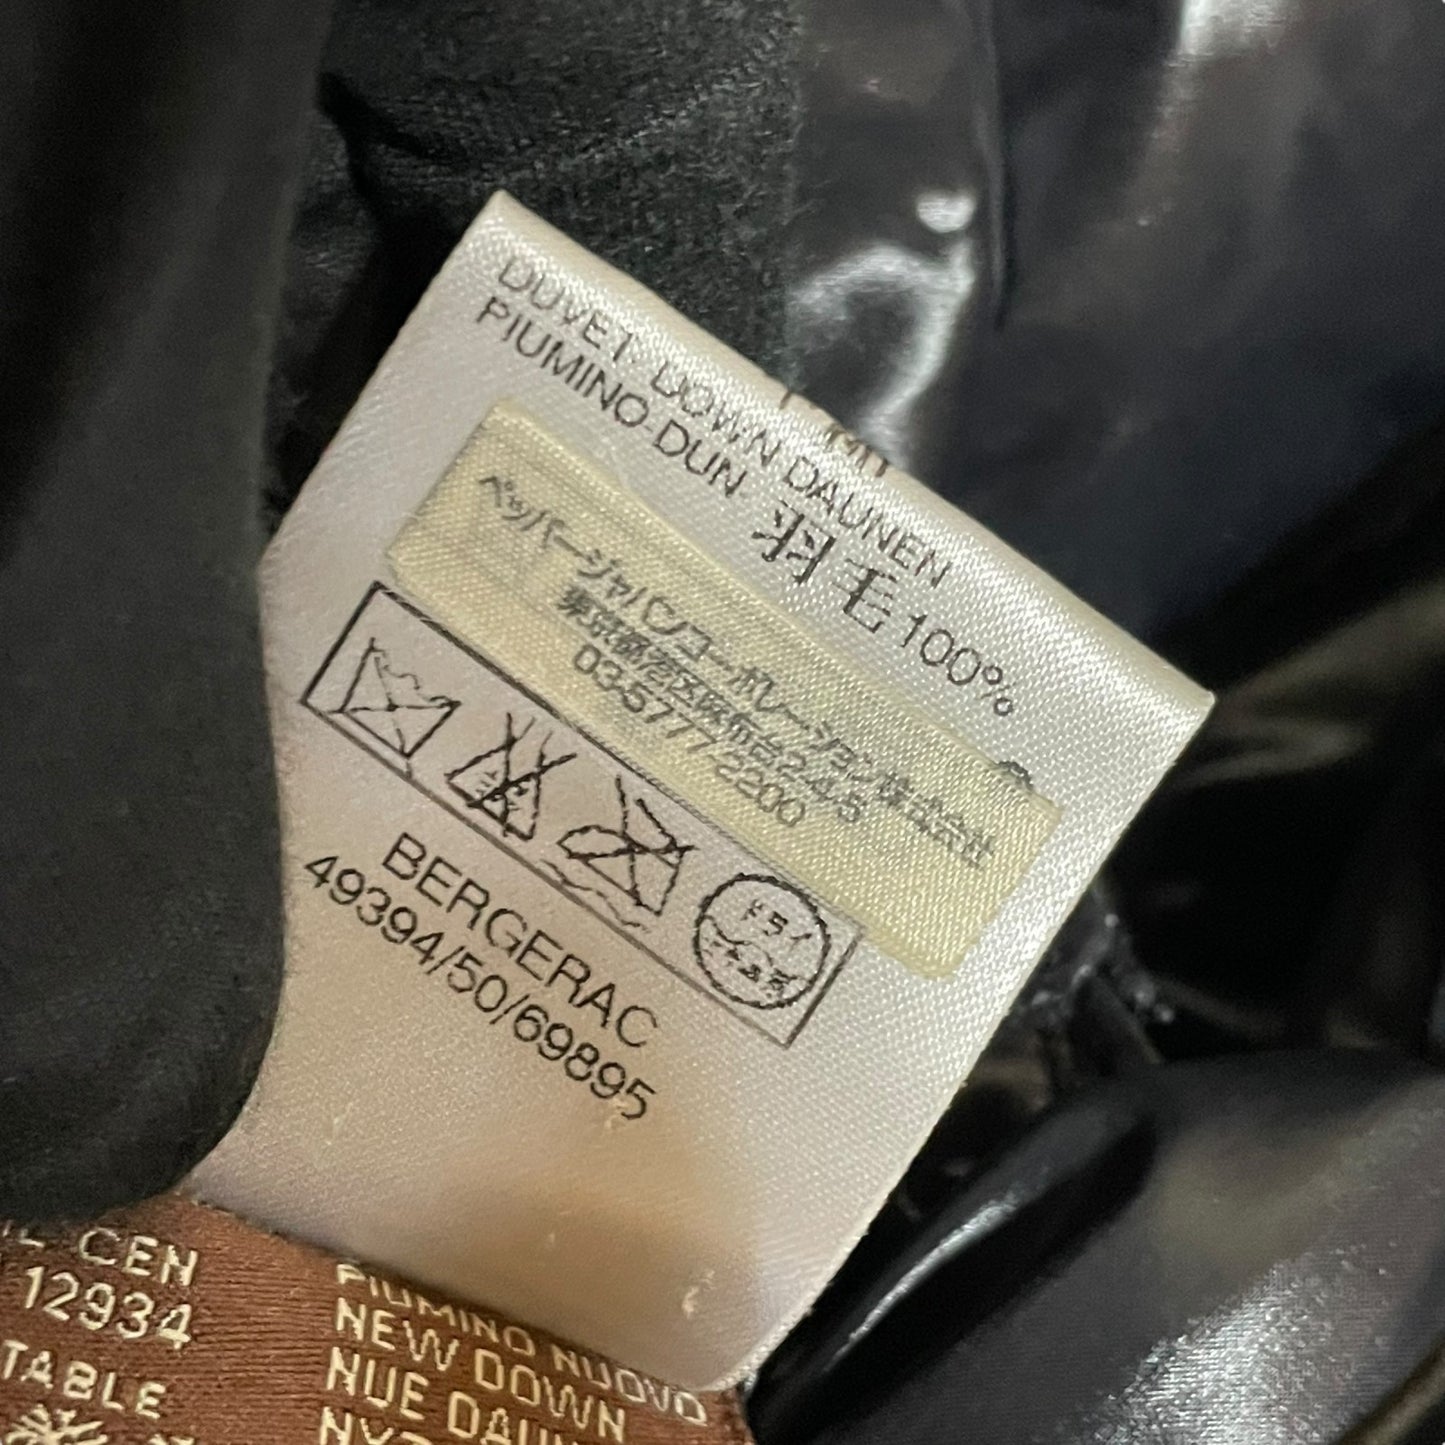 DUVET-DOWN-DAUNEN
PIUMINO-DUN-羽毛100%
ペッパージャパンコーポレーション株式会社
東京都港区麻布台2-4-5
03-5777-2200
ドライ
BERGERAC
49394/50/69895
CEN
12934
TABLE
PIUMINO NUOVO
NEW DOWN
NUE DAUN